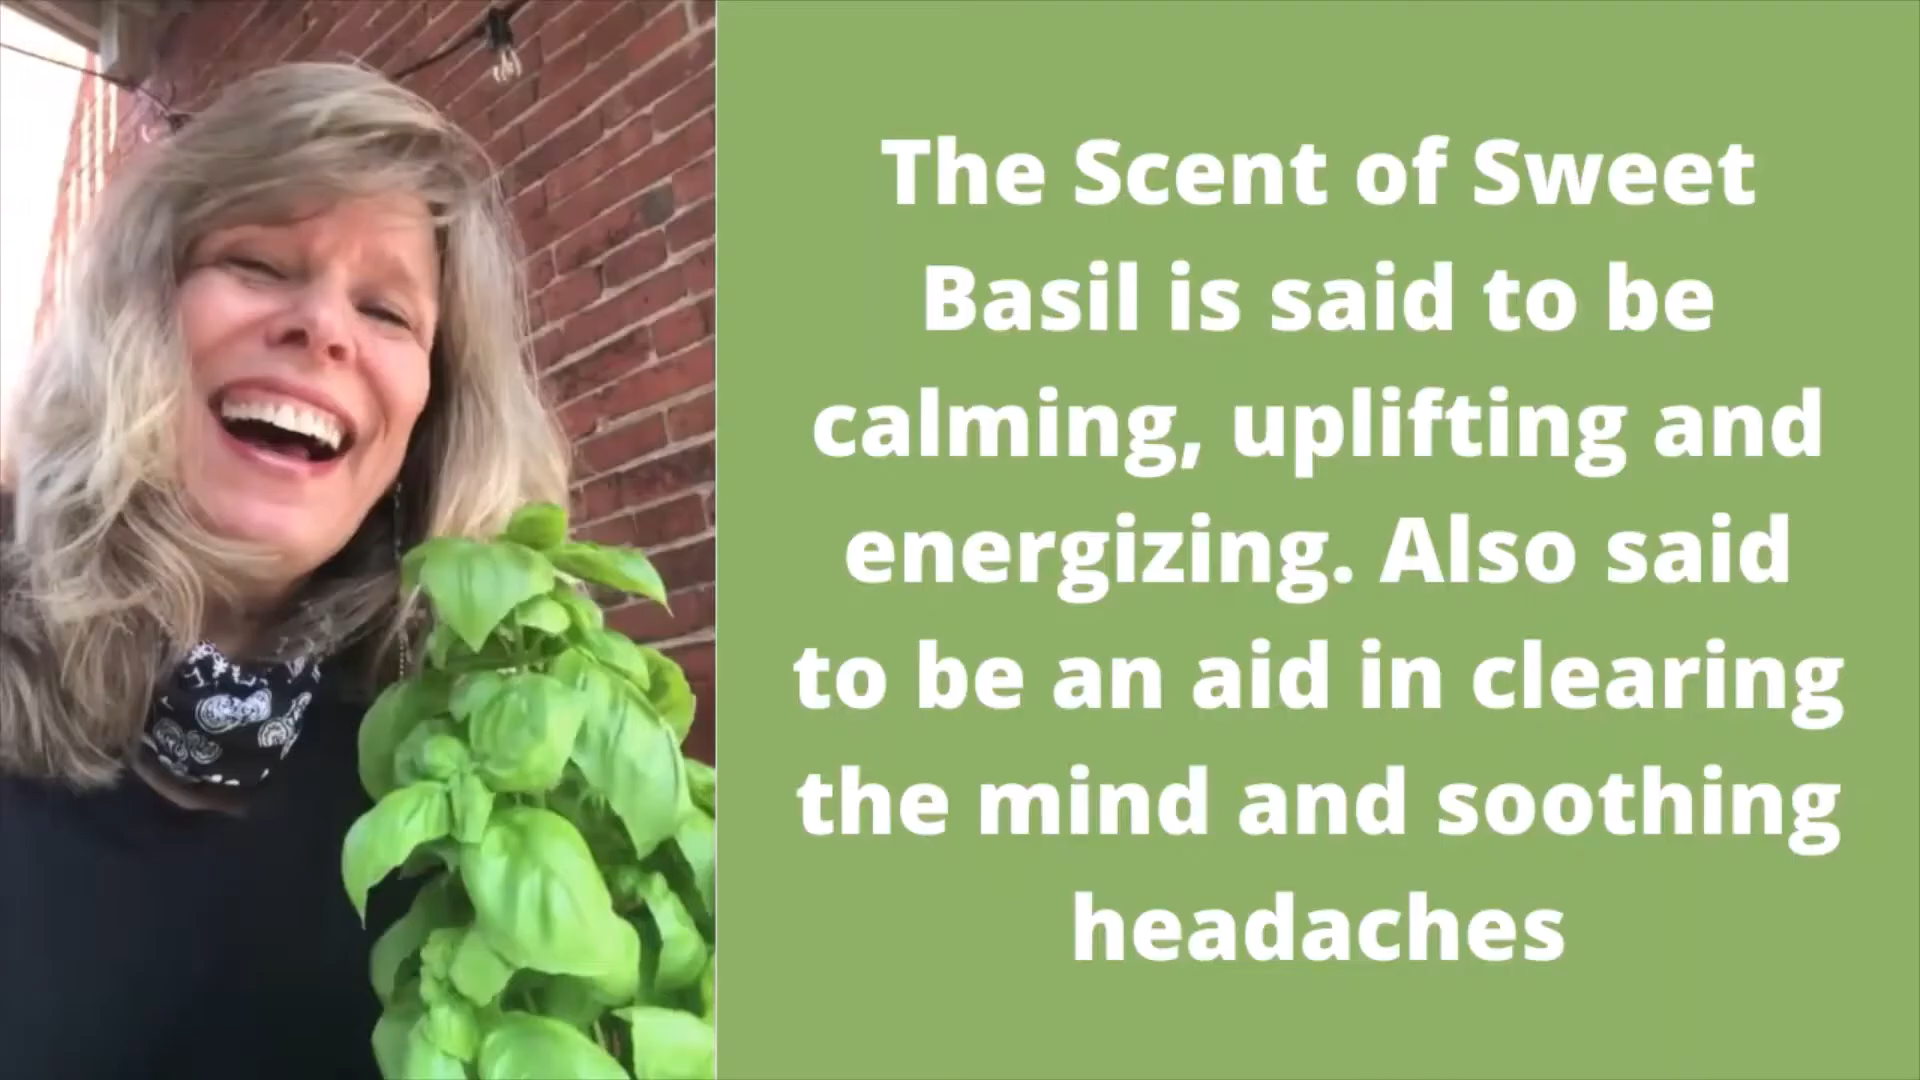 The Scent of Sweet
Basil is said to be
calming, uplifting and
energizing. Also said
to be an aid in clearing
the mind and soothing
headaches